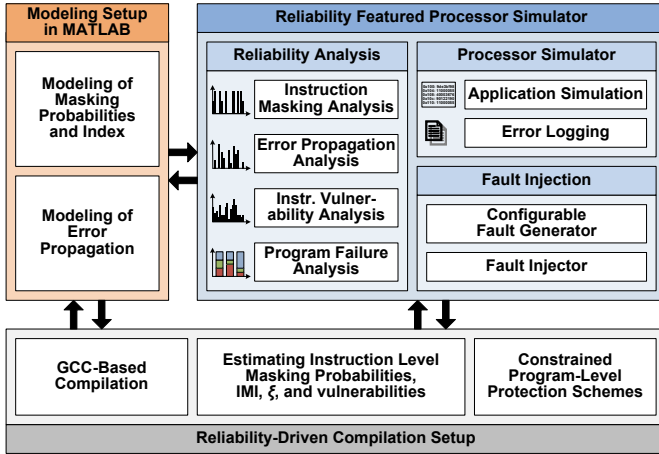 Modeling Setup
in MATLAB
Modeling of
Masking
Probabilities
and Index
Modeling of
Error
Propagation
Reliability Featured Processor Simulator
Reliability Analysis
Instruction
Masking Analysis
Error Propagation
Analysis
Instr. Vulner-
ability Analysis
Program Failure
Analysis
Processor Simulator
Application Simulation
Error Logging
Fault Injection
Configurable
Fault Generator
Fault Injector
GCC-Based
Compilation
Estimating Instruction Level
Masking Probabilities,
IMI, ξ, and vulnerabilities
Constrained
Program-Level
Protection Schemes
Reliability-Driven Compilation Setup